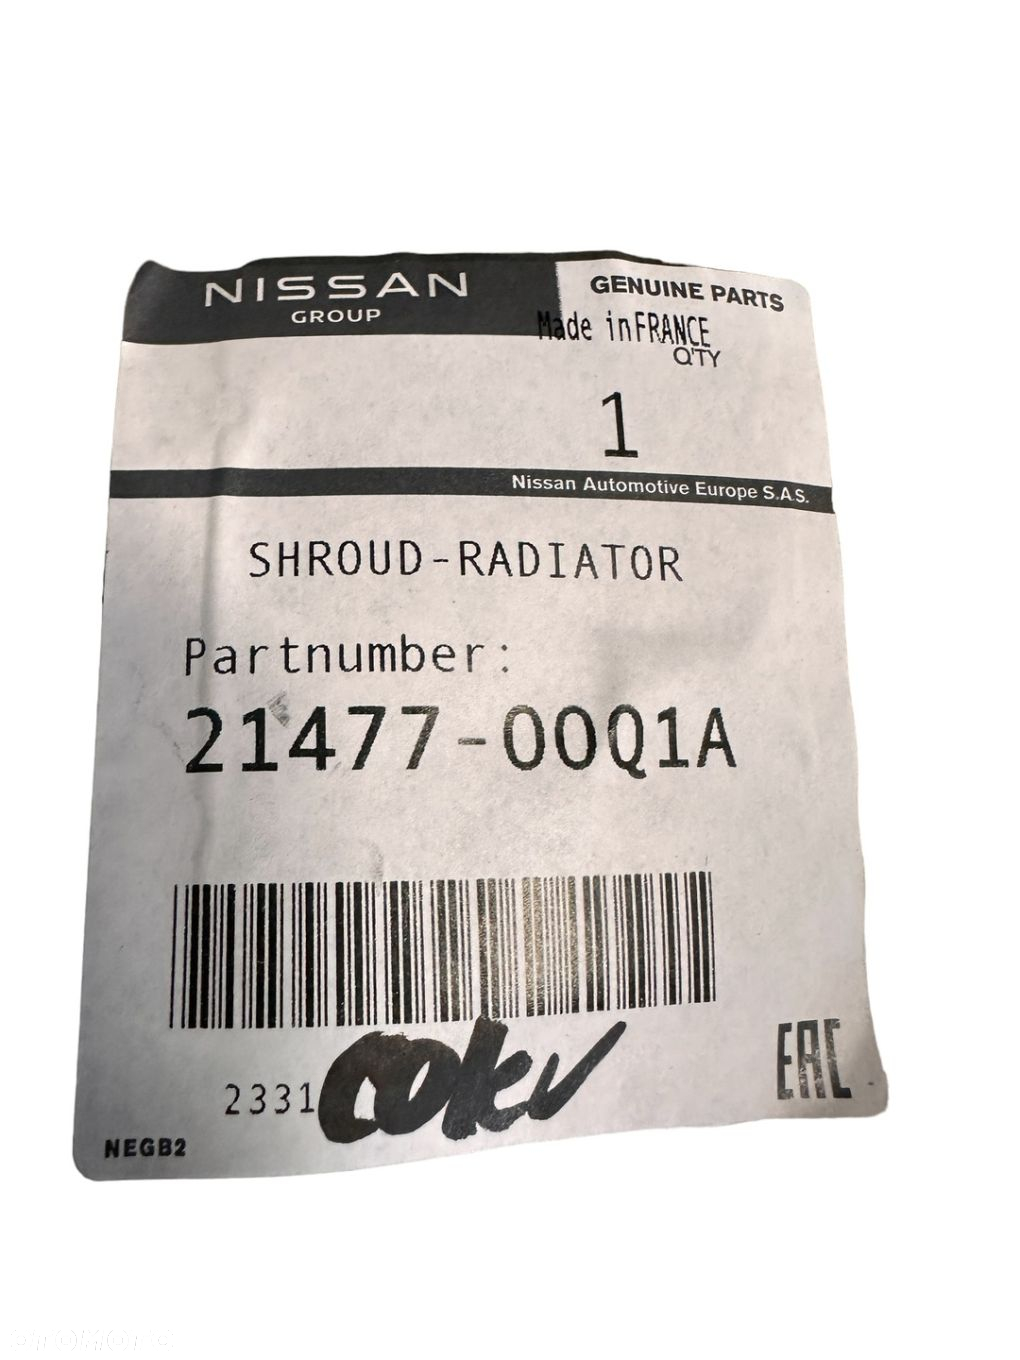 NISSAN
GROUP
GENUINE PARTS
Made inFRANCE
Q'TY
1
Nissan Automotive Europe S.A.S.
SHROUD-RADIATOR
Partnumber:
21477-00Q1A
2331
EAC
NEGB2
OTOMOTO